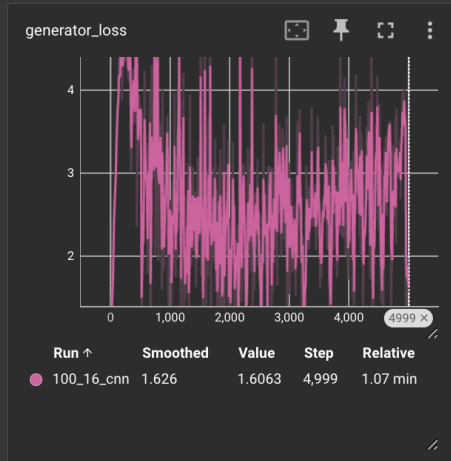 generator_loss
4
3
2
0 1,000 2,000 3,000 4,000 4999 ×
Run ↑ Smoothed Value Step Relative
100_16_cnn 1.626 1.6063 4,999 1.07 min